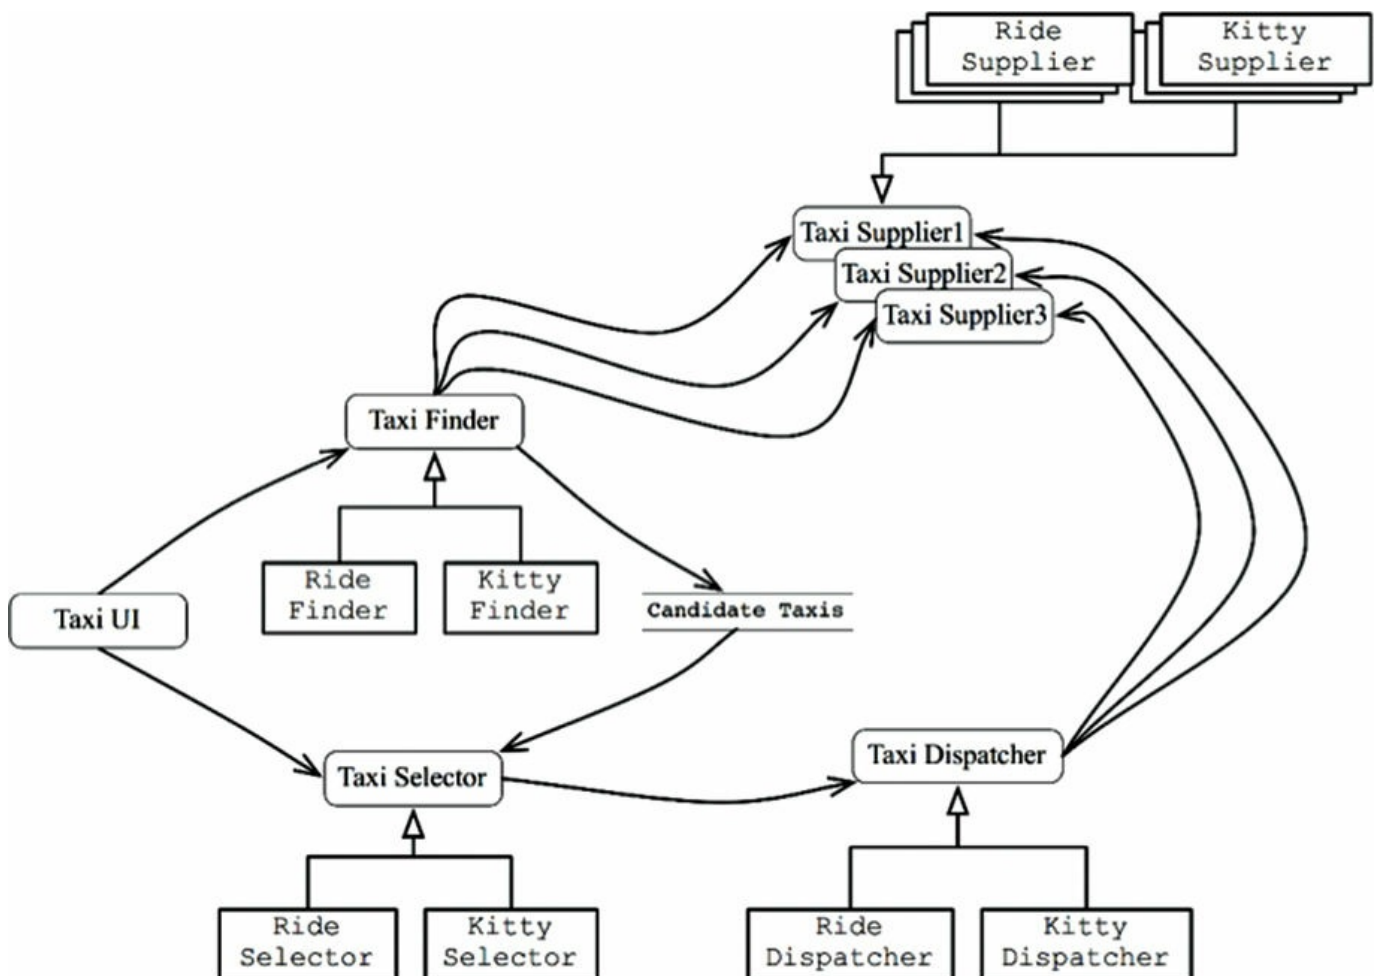 Ride
Supplier
Kitty
Supplier
Taxi Supplier1
Taxi Supplier2
Taxi Supplier3
Taxi Finder
Ride
Finder
Kitty
Finder
Taxi UI
Candidate Taxis
Taxi Selector
Taxi Dispatcher
Ride
Selector
Kitty
Selector
Ride
Dispatcher
Kitty
Dispatcher